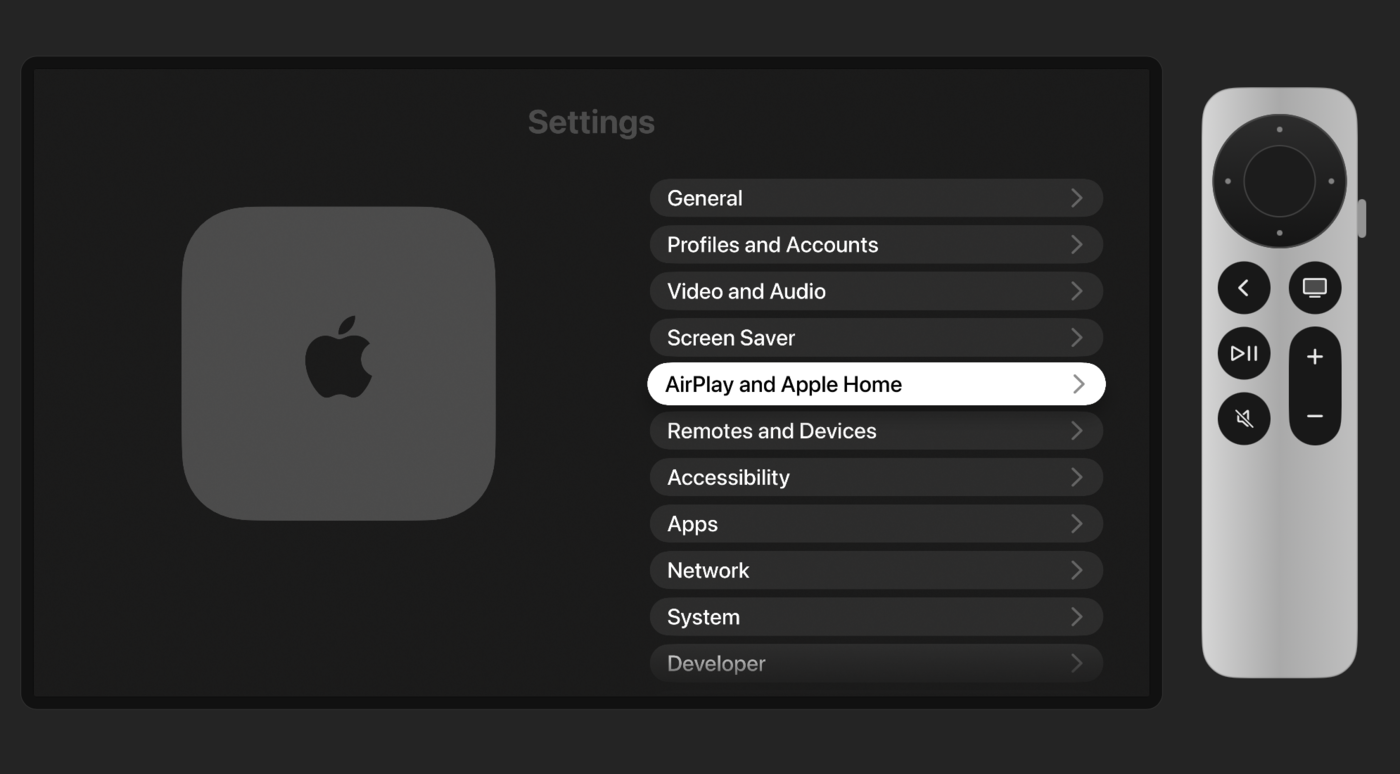 Settings
General
Profiles and Accounts
Video and Audio
Screen Saver
AirPlay and Apple Home
Remotes and Devices
Accessibility
Apps
Network
System
Developer